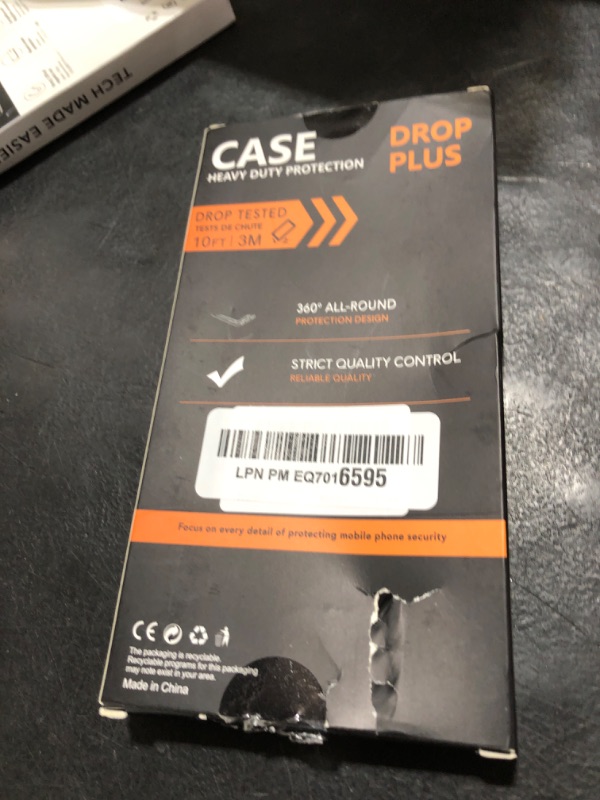 TECH MADE EASIE
CASE
HEAVY DUTY PROTECTION
DROP
PLUS
DROP TESTED
TESTS DE CHUTE
10FT | 3M
360° ALL-ROUND
PROTECTION DESIGN
STRICT QUALITY CONTROL
RELIABLE QUALITY
LPN PM EQ7016595
Focus on every detail of protecting mobile phone security
CE
The packaging is recyclable.
Recyclable programs for this packaging
may note exist in your area.
Made in China